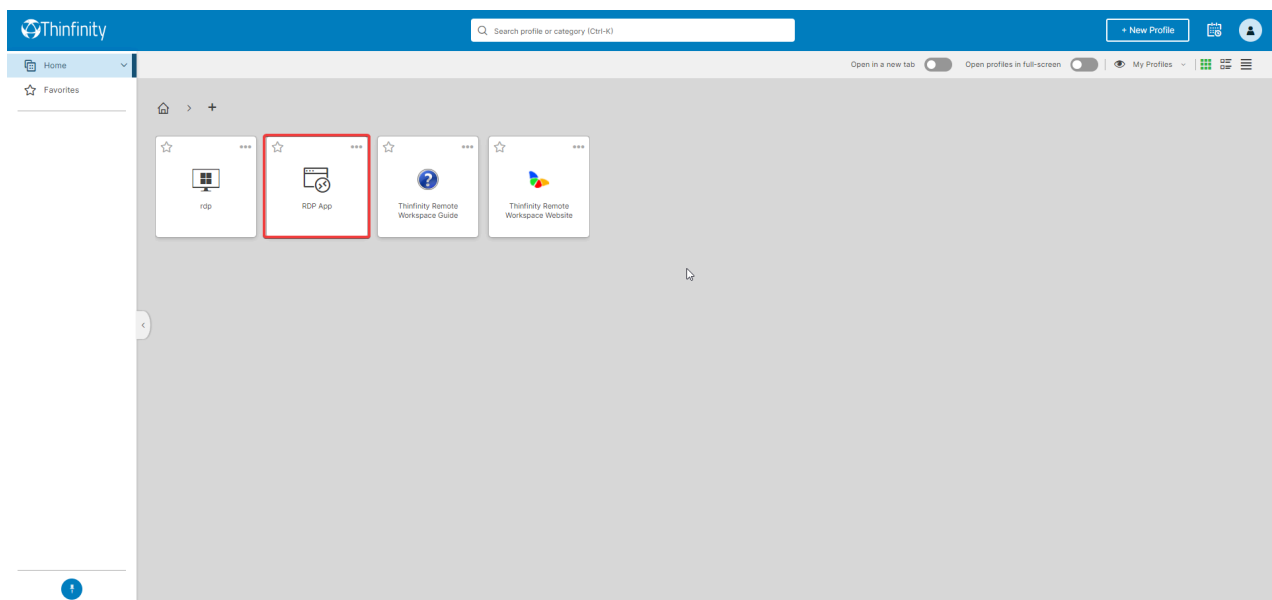 Thinfinity
Search profile or category (Ctrl-K)
+ New Profile
Home
Open in a new tab
Open profiles in full-screen
My Profiles
Favorites
rdp
RDP App
Thinfinity Remote
Workspace Guide
Thinfinity Remote
Workspace Website